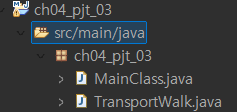 ch04_pjt_03
src/main/java
ch04_pjt_03
MainClass.java
TransportWalk.java